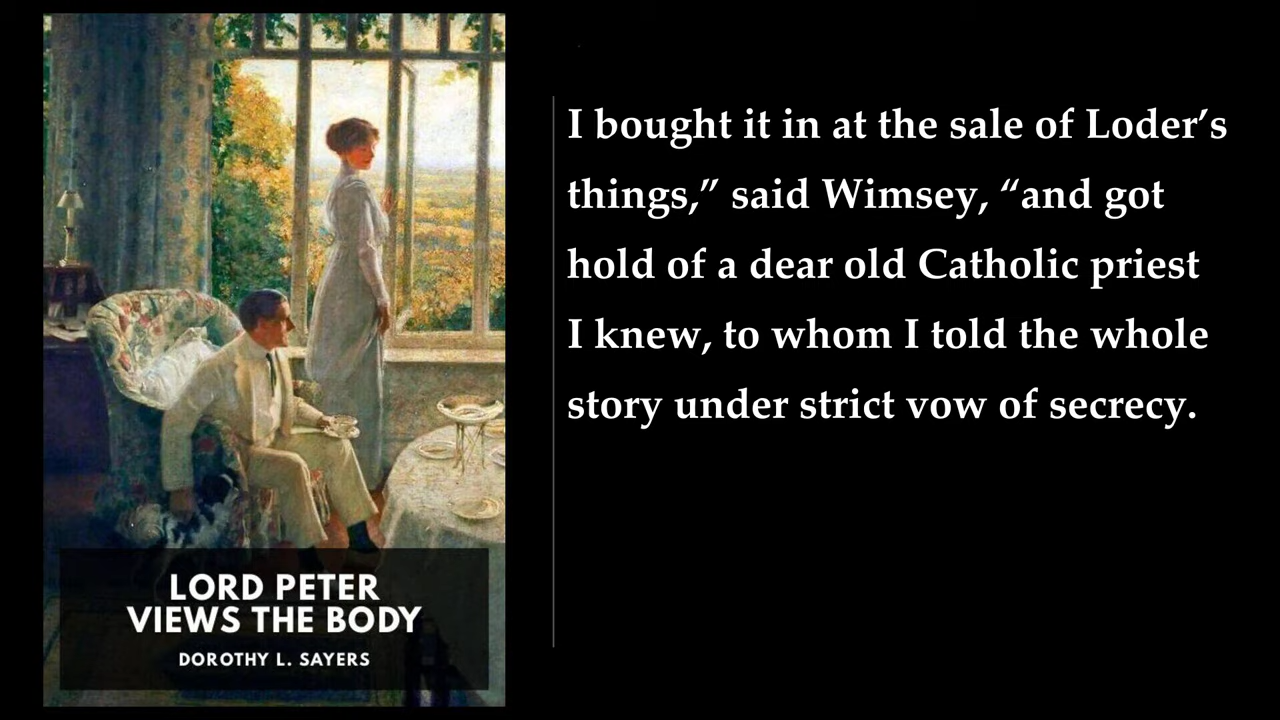 LORD PETER
VIEWS THE BODY
DOROTHY L. SAYERS
I bought it in at the sale of Loder’s
things,” said Wimsey, “and got
hold of a dear old Catholic priest
I knew, to whom I told the whole
story under strict vow of secrecy.